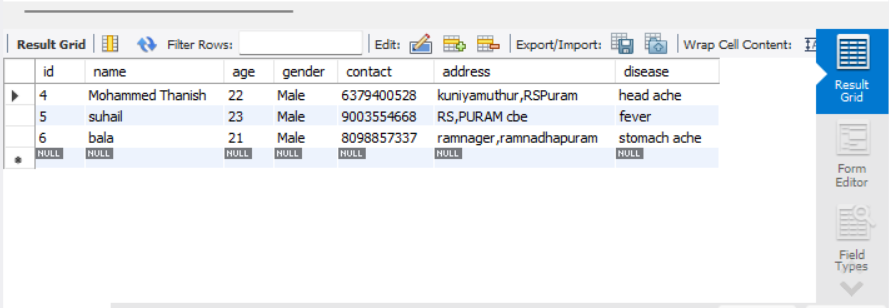 Result Grid Filter Rows: Edit: Export/Import: Wrap Cell Content:
id name age gender contact address disease
4 Mohammed Thanish 22 Male 6379400528 kuniyamuthur,RSPuram head ache
5 suhail 23 Male 9003554668 RS,PURAM cbe fever
6 bala 21 Male 8098857337 ramnager,ramnadhapuram stomach ache
NULL NULL NULL NULL NULL NULL NULL
Result
Grid
Form
Editor
Field
Types